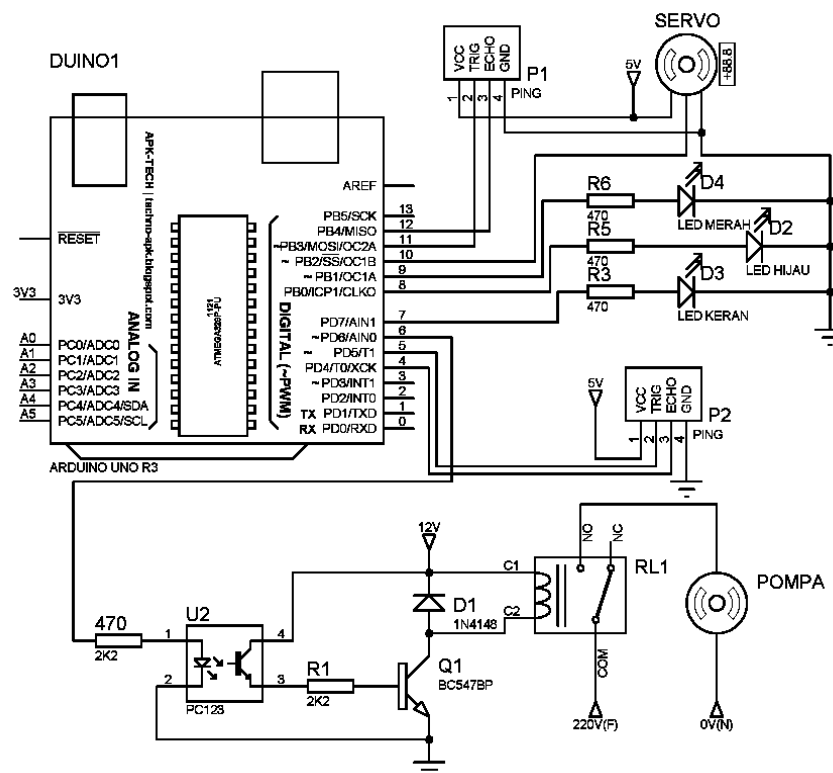 SERVO
DUINO1
P1
PING
VCC
TRIG
ECHO
GND
1
2
3
4
5V
+88.8
APK-TECH | techno-apk.blogspot.com
AREF
PB5/SCK 13
PB4/MISO 12
~PB3/MOSI/OC2A 11
~ PB2/SS/OC1B 10
~ PB1/OC1A 9
PB0/ICP1/CLKO 8
PD7/AIN1 7
~PD6/AIN0 6
~ PD5/T1 5
PD4/T0/XCK 4
~PD3/INT1 3
PD2/INT0 2
TX PD1/TXD 1
RX PD0/RXD 0
RESET
3V3 3V3
A0 PC0/ADC0
A1 PC1/ADC1
A2 PC2/ADC2
A3 PC3/ADC3
A4 PC4/ADC4/SDA
A5 PC5/ADC5/SCL
ANALOG IN
1121
ATMEGA328P-PU
DIGITAL (~PWM)
ARDUINO UNO R3
R6
470
D4
LED MERAH
R5
470
D2
LED HIJAU
R3
470
D3
LED KERAN
5V
VCC
TRIG
ECHO
GND
1
2
3
4
P2
PING
12V
NO
NC
C1
C2
RL1
COM
220V(F)
POMPA
0V(N)
D1
1N4148
U2
470
2K2
1
2
4
3
PC123
R1
2K2
Q1
BC547BP